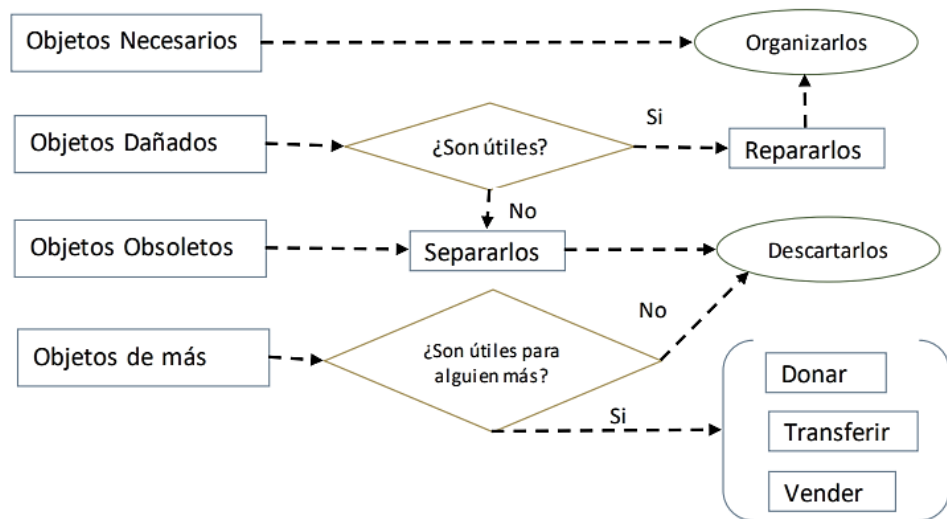 Objetos Necesarios
Organizarlos
Objetos Dañados
¿Son útiles?
Si
Repararlos
No
Objetos Obsoletos
Separarlos
Descartarlos
No
Objetos de más
¿Son útiles para
alguien más?
Si
Donar
Transferir
Vender